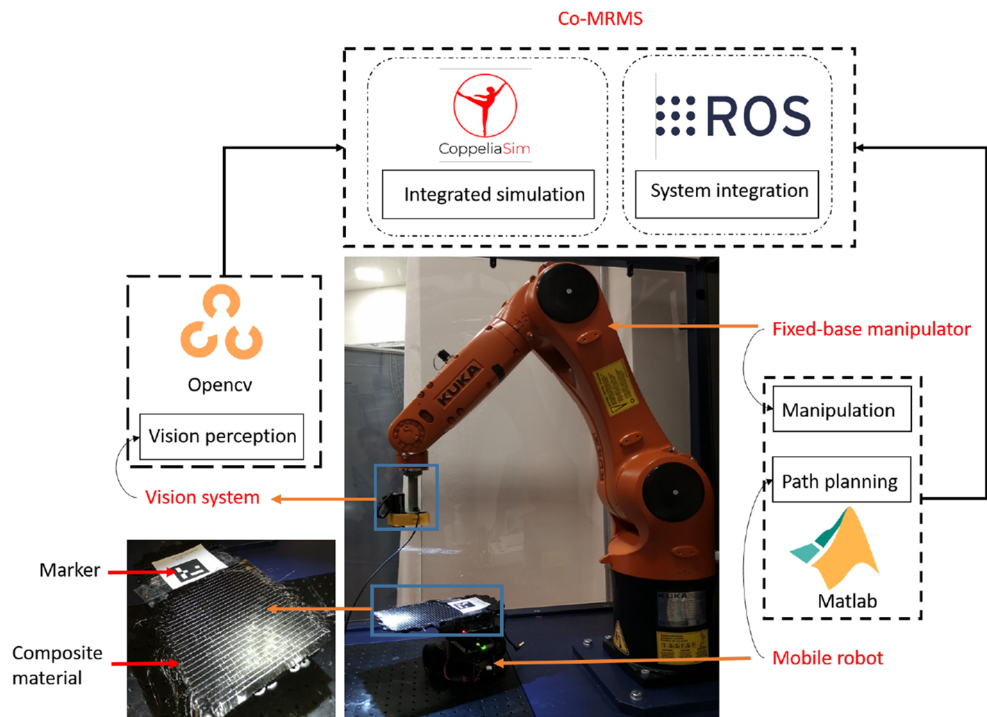 Co-MRMS
CoppeliaSim
ROS
Integrated simulation
System integration
Opencv
Vision perception
Vision system
Fixed-base manipulator
Manipulation
Path planning
Matlab
Mobile robot
Marker
Composite
material
KUKA
KUKA